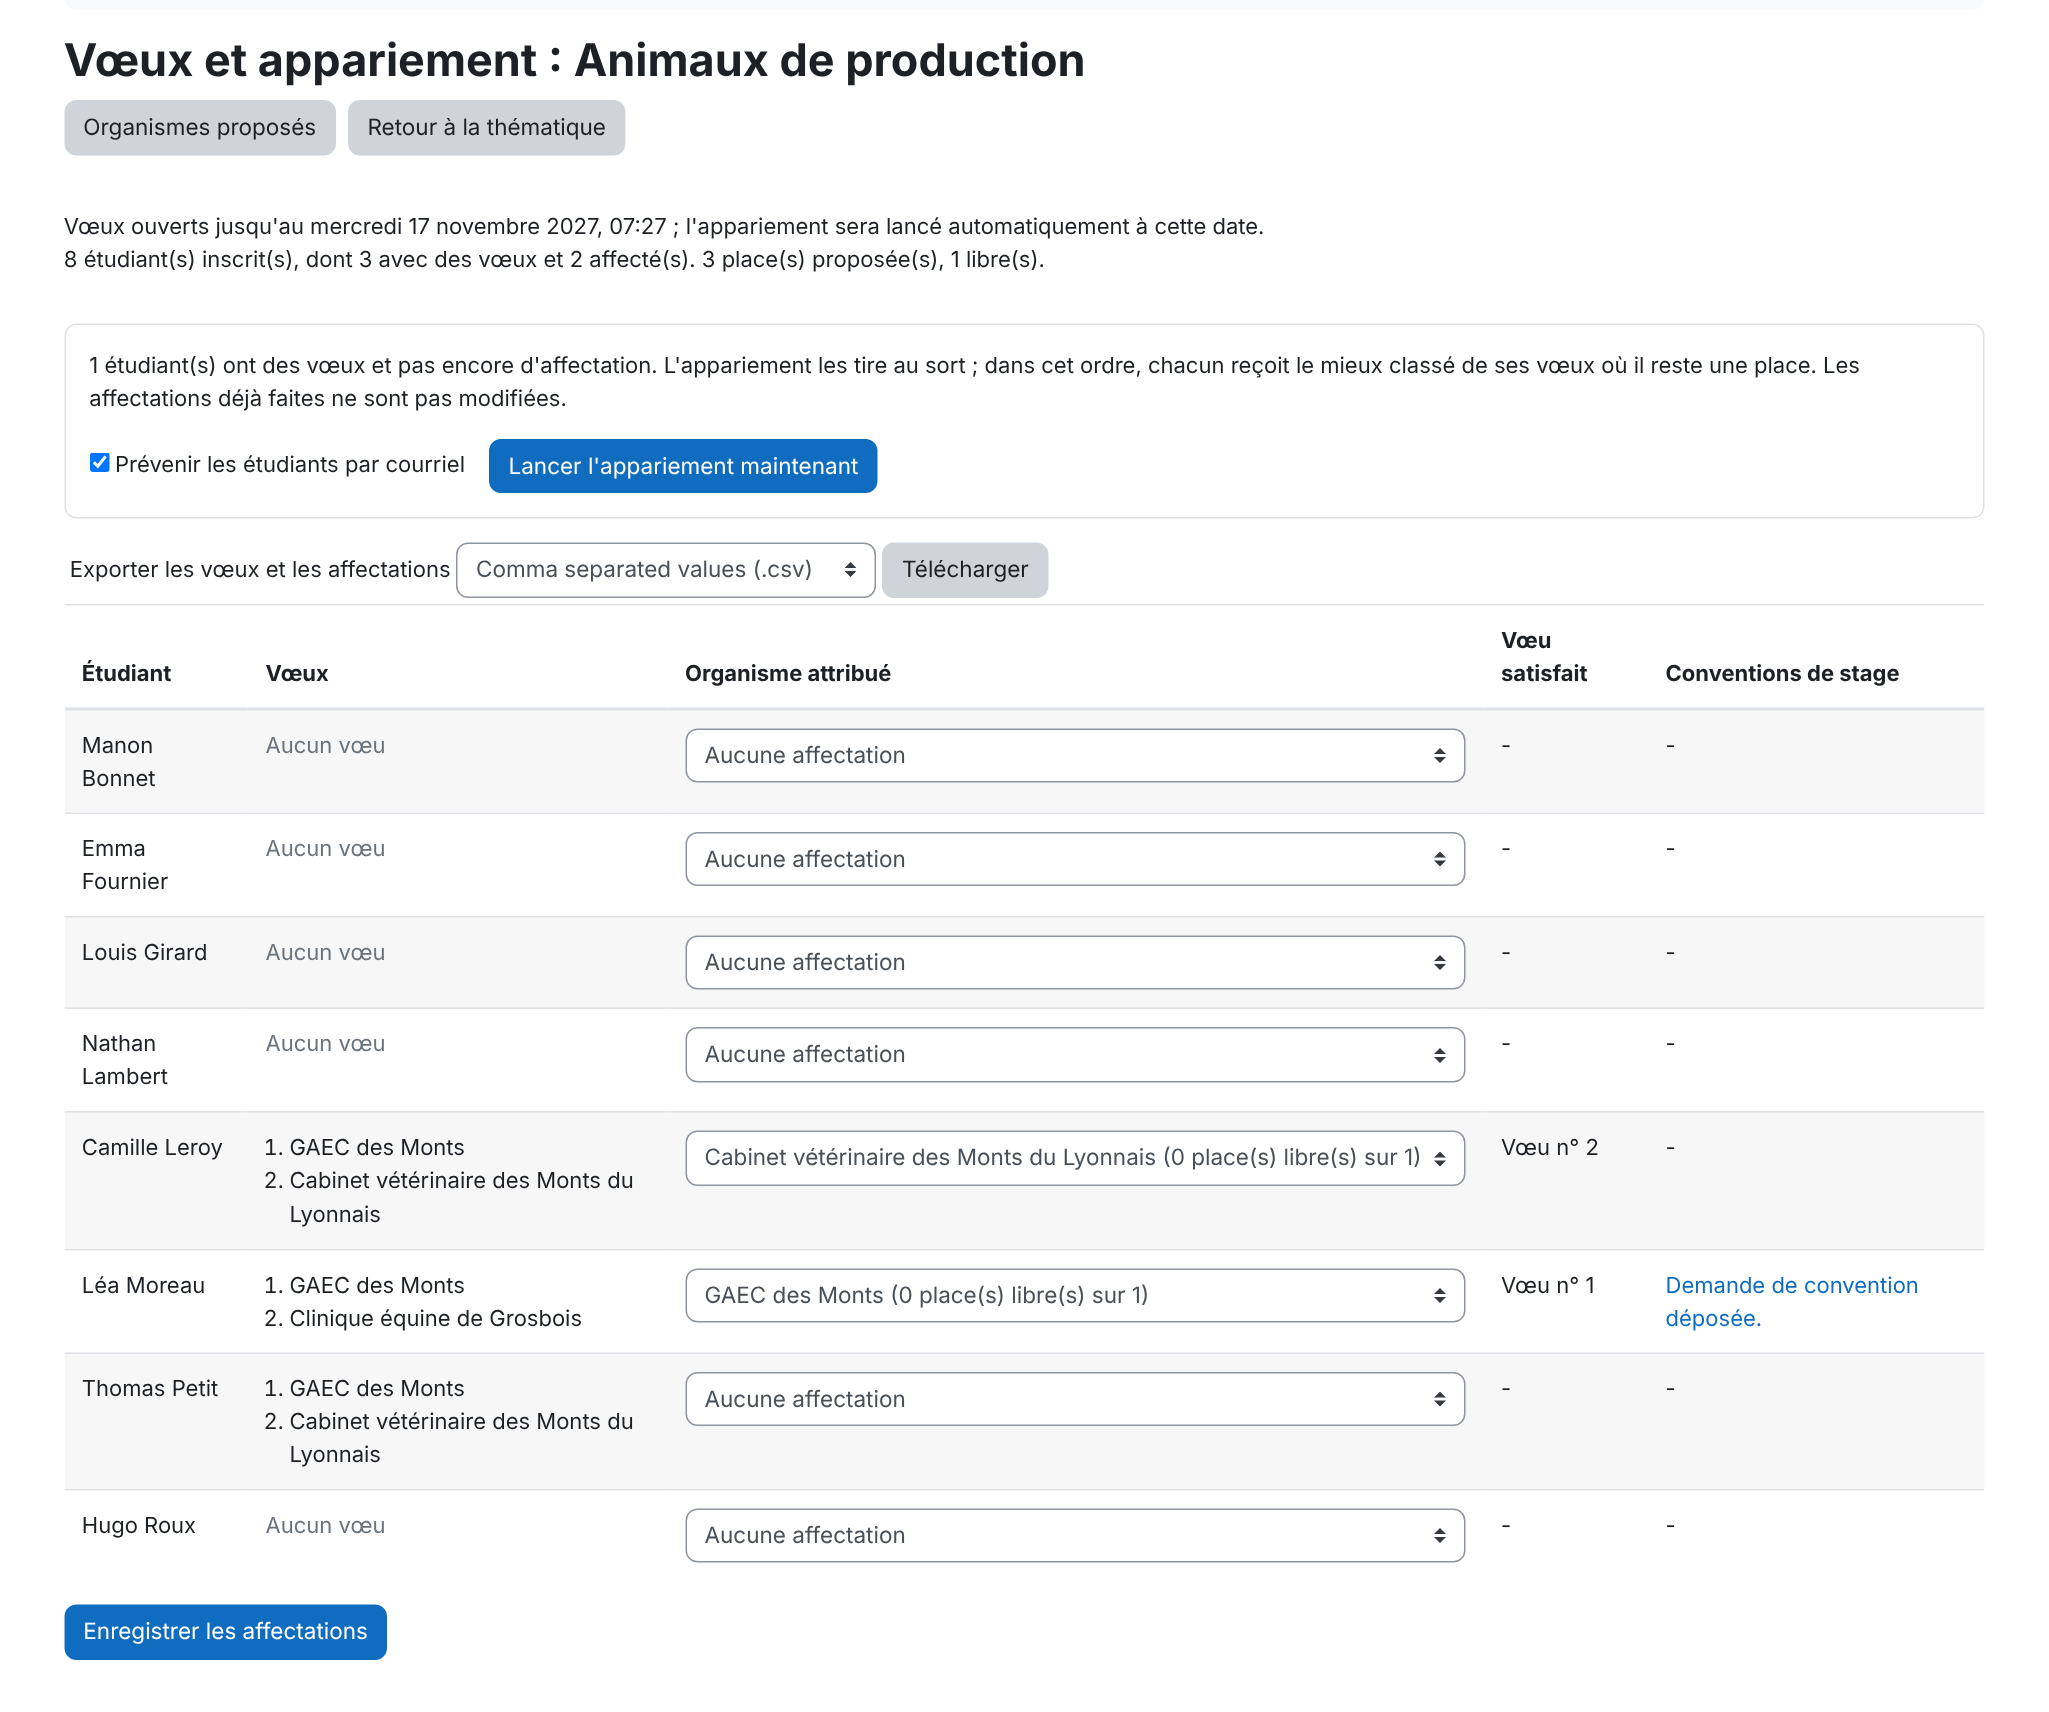 Vœux et appariement : Animaux de production
Organismes proposés
Retour à la thématique
Vœux ouverts jusqu'au mercredi 17 novembre 2027, 07:27 ; l'appariement sera lancé automatiquement à cette date.
8 étudiant(s) inscrit(s), dont 3 avec des vœux et 2 affecté(s). 3 place(s) proposée(s), 1 libre(s).
1 étudiant(s) ont des vœux et pas encore d'affectation. L'appariement les tire au sort ; dans cet ordre, chacun reçoit le mieux classé de ses vœux où il reste une place. Les
affectations déjà faites ne sont pas modifiées.
Prévenir les étudiants par courriel
Lancer l'appariement maintenant
Exporter les vœux et les affectations
Comma separated values (.csv)
Télécharger
Étudiant
Vœux
Organisme attribué
Vœu
satisfait
Conventions de stage
Manon
Bonnet
Aucun vœu
Aucune affectation
-
-
Emma
Fournier
Aucun vœu
Aucune affectation
-
-
Louis Girard
Aucun vœu
Aucune affectation
-
-
Nathan
Lambert
Aucun vœu
Aucune affectation
-
-
Camille Leroy
1. GAEC des Monts
2. Cabinet vétérinaire des Monts du
Lyonnais
Cabinet vétérinaire des Monts du Lyonnais (0 place(s) libre(s) sur 1)
Vœu n° 2
-
Léa Moreau
1. GAEC des Monts
2. Clinique équine de Grosbois
GAEC des Monts (0 place(s) libre(s) sur 1)
Vœu n° 1
Demande de convention
déposée.
Thomas Petit
1. GAEC des Monts
2. Cabinet vétérinaire des Monts du
Lyonnais
Aucune affectation
-
-
Hugo Roux
Aucun vœu
Aucune affectation
-
-
Enregistrer les affectations